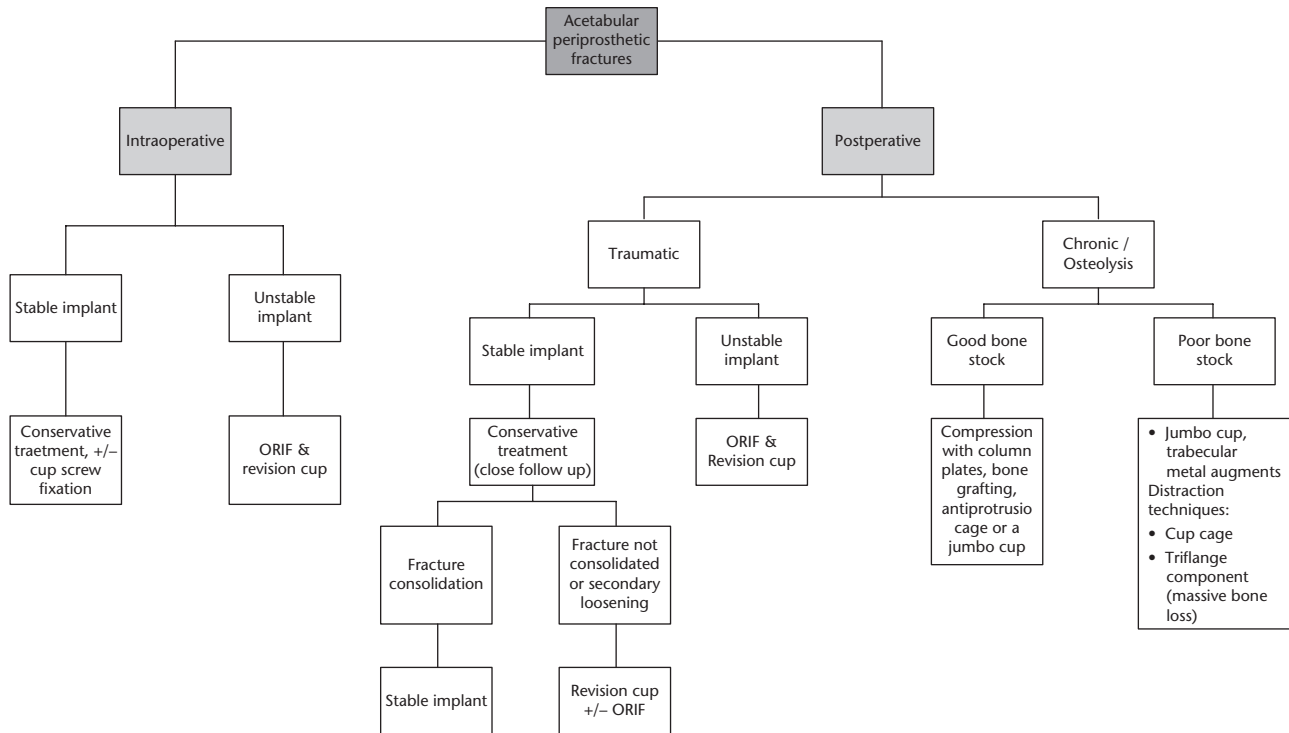 Acetabular
periprosthetic
fractures
Intraoperative
Postperative
Traumatic
Chronic /
Osteolysis
Stable implant
Unstable
implant
Stable implant
Unstable
implant
Good bone
stock
Poor bone
stock
Conservative
traetment, +/–
cup screw
fixation
ORIF &
revision cup
Conservative
treatment
(close follow up)
ORIF &
Revision cup
Compression
with column
plates, bone
grafting,
antiprotrusio
cage or a
jumbo cup
• Jumbo cup,
trabecular
metal augments
Distraction
techniques:
• Cup cage
• Triflange
component
(massive bone
loss)
Fracture
consolidation
Fracture not
consolidated
or secondary
loosening
Stable implant
Revision cup
+/– ORIF